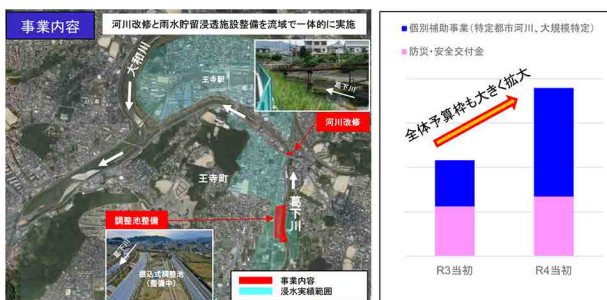 事業内容
河川改修と雨水貯留浸透施設整備を流域で一体的に実施
大和川
王寺駅
葛下川
河川改修
王寺町
葛下川
調整池整備
葛下川
掘込式調整池
(整備中)
事業内容
浸水実績範囲
個別補助事業(特定都市河川、大規模特定)
防災・安全交付金
全体予算枠も大きく拡大
R3当初
R4当初